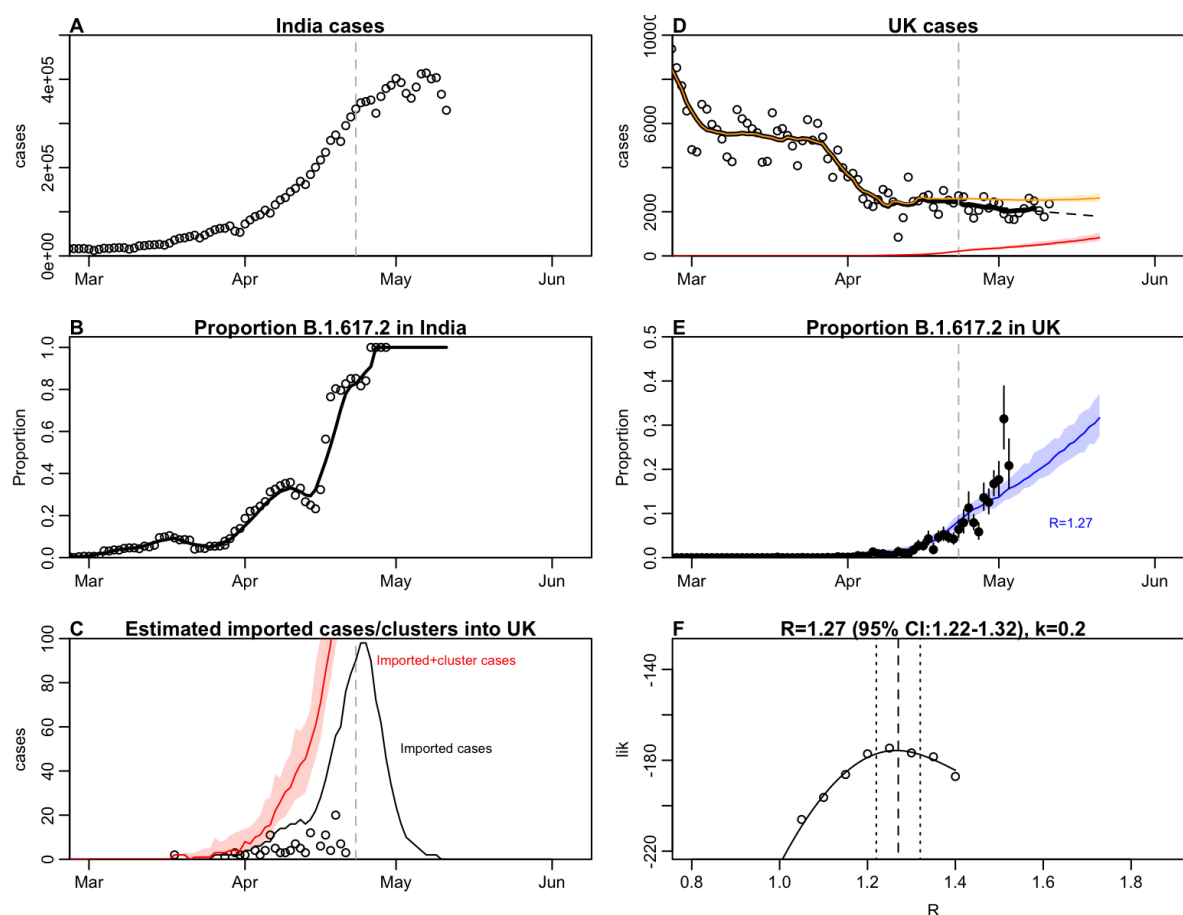 A India cases
cases
0e+00 2e+05 4e+05
Mar Apr May Jun
B Proportion B.1.617.2 in India
Proportion
0.0 0.2 0.4 0.6 0.8 1.0
Mar Apr May Jun
C Estimated imported cases/clusters into UK
cases
0 20 40 60 80 100
Imported+cluster cases
Imported cases
Mar Apr May Jun
D UK cases
cases
0 2000 6000 10000
Mar Apr May Jun
E Proportion B.1.617.2 in UK
Proportion
0.0 0.1 0.2 0.3 0.4 0.5
R=1.27
Mar Apr May Jun
F R=1.27 (95% CI:1.22-1.32), k=0.2
lik
-220 -180 -140
0.8 1.0 1.2 1.4 1.6 1.8
R